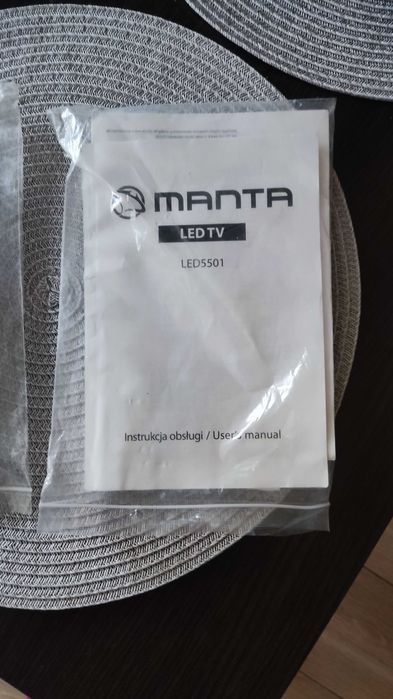 MANTA
LED TV
LED5501
Instrukcja obsługi / User's manual